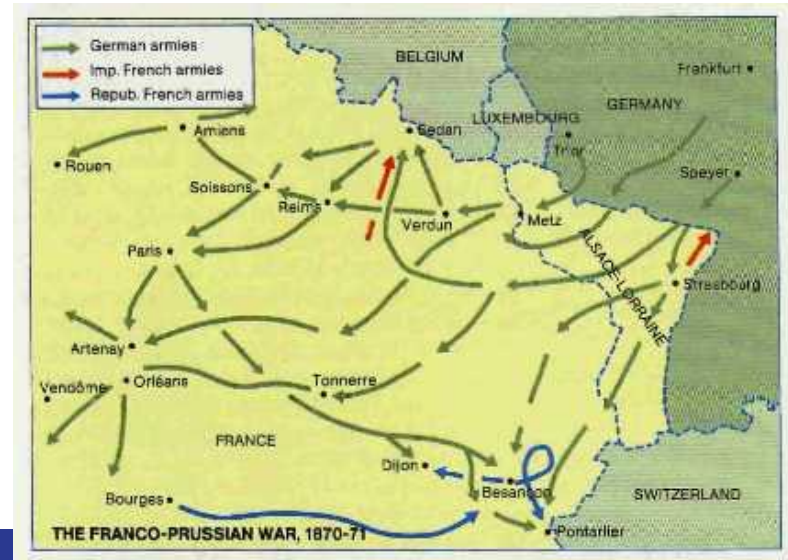 German armies
Imp. French armies
Repub. French armies
BELGIUM
Frankfurt
LUXEMBOURG
GERMANY
Amiens
Sedan
Trier
Rouen
Speyer
Soissons
Reims
Verdun
Metz
Paris
ALSACE-LORRAINE
Strasbourg
Artenay
Vendôme
Orléans
Tonnerre
FRANCE
Dijon
Besançon
SWITZERLAND
Bourges
THE FRANCO-PRUSSIAN WAR, 1870-71
Pontarlier